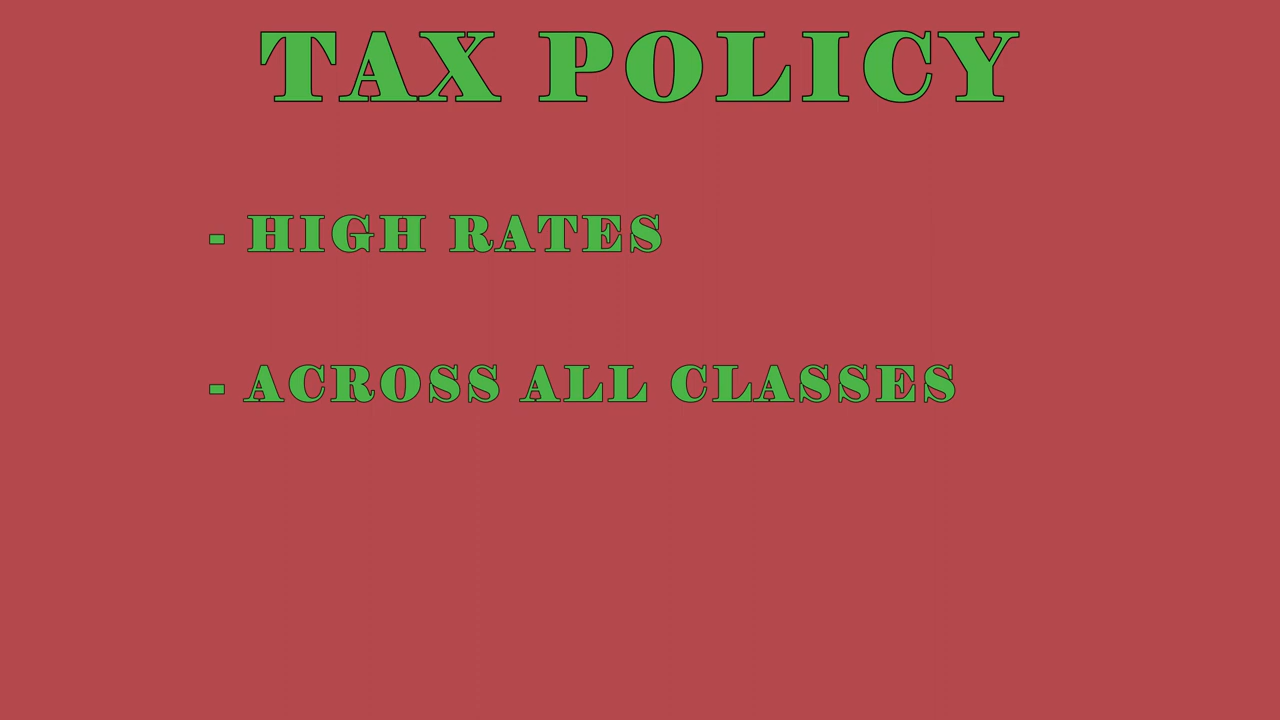 TAX POLICY
- HIGH RATES
- ACROSS ALL CLASSES